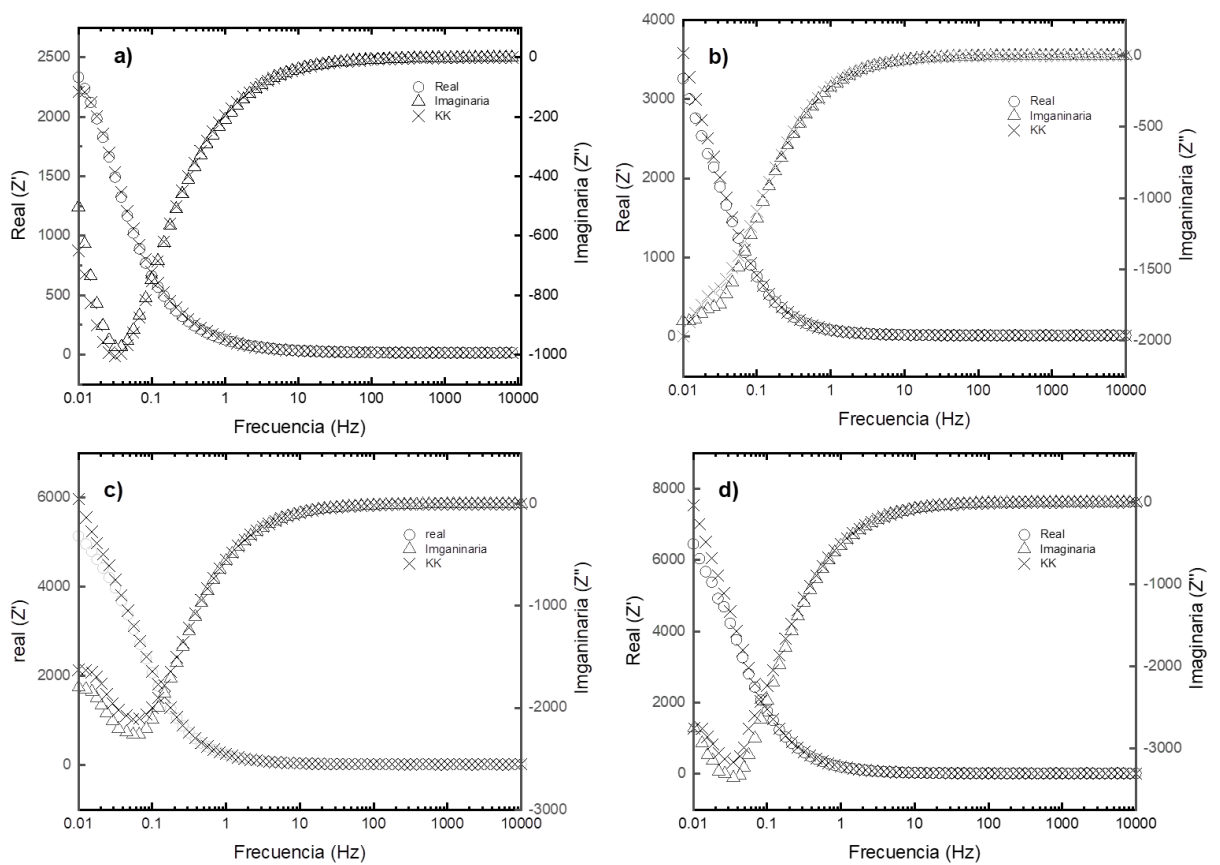 a)
2500
2000
1500
1000
500
0
0
-200
-400
-600
-800
-1000
Real (Z')
Imaginaria (Z'')
Real
Imaginaria
KK
0.01 0.1 1 10 100 1000 10000
Frecuencia (Hz)
b)
4000
3000
2000
1000
0
0
-500
-1000
-1500
-2000
Real (Z')
Imganinaria (Z'')
Real
Imganinaria
KK
0.01 0.1 1 10 100 1000 10000
Frecuencia (Hz)
c)
6000
4000
2000
0
0
-1000
-2000
-3000
real (Z')
Imganinaria (Z'')
real
Imganinaria
KK
0.01 0.1 1 10 100 1000 10000
Frecuencia (Hz)
d)
8000
6000
4000
2000
0
0
-1000
-2000
-3000
Real (Z')
Imaginaria (Z'')
Real
Imaginaria
KK
0.01 0.1 1 10 100 1000 10000
Frecuencia (Hz)